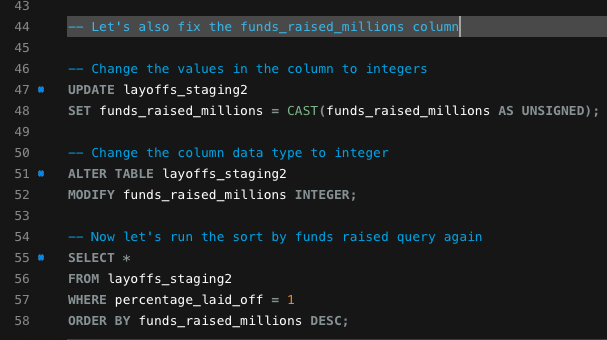 43
44 -- Let's also fix the funds_raised_millions column
45
46 -- Change the values in the column to integers
47 UPDATE layoffs_staging2
48 SET funds_raised_millions = CAST(funds_raised_millions AS UNSIGNED);
49
50 -- Change the column data type to integer
51 ALTER TABLE layoffs_staging2
52 MODIFY funds_raised_millions INTEGER;
53
54 -- Now let's run the sort by funds raised query again
55 SELECT *
56 FROM layoffs_staging2
57 WHERE percentage_laid_off = 1
58 ORDER BY funds_raised_millions DESC;